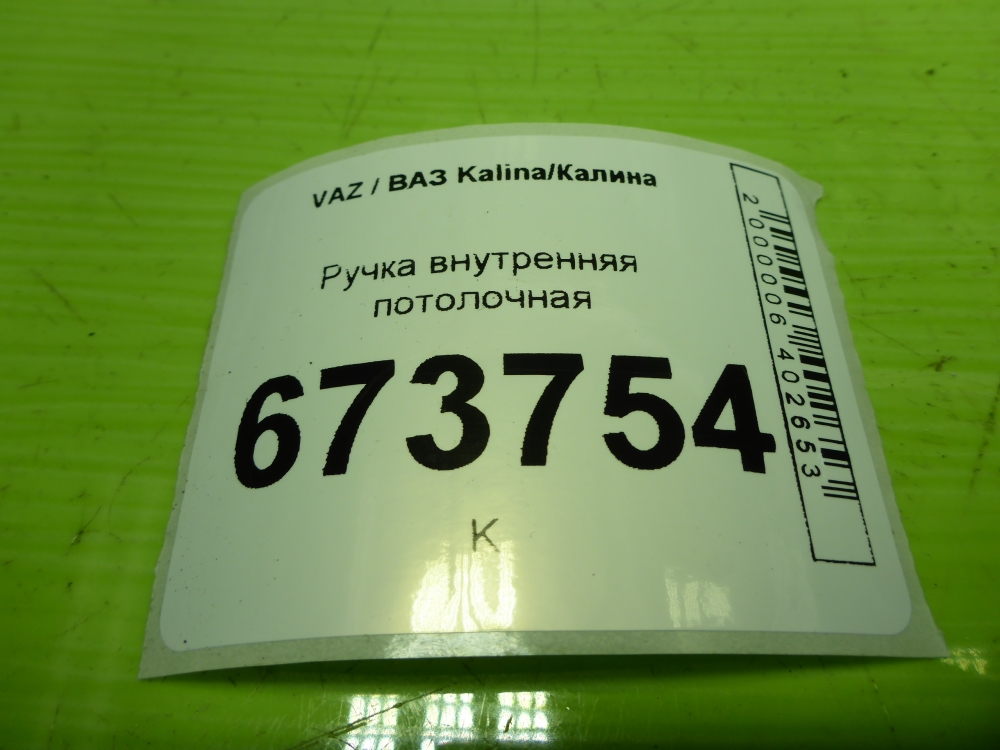 VAZ / ВАЗ Kalina/Калина
Ручка внутренняя
потолочная
673754
К
2000006402653